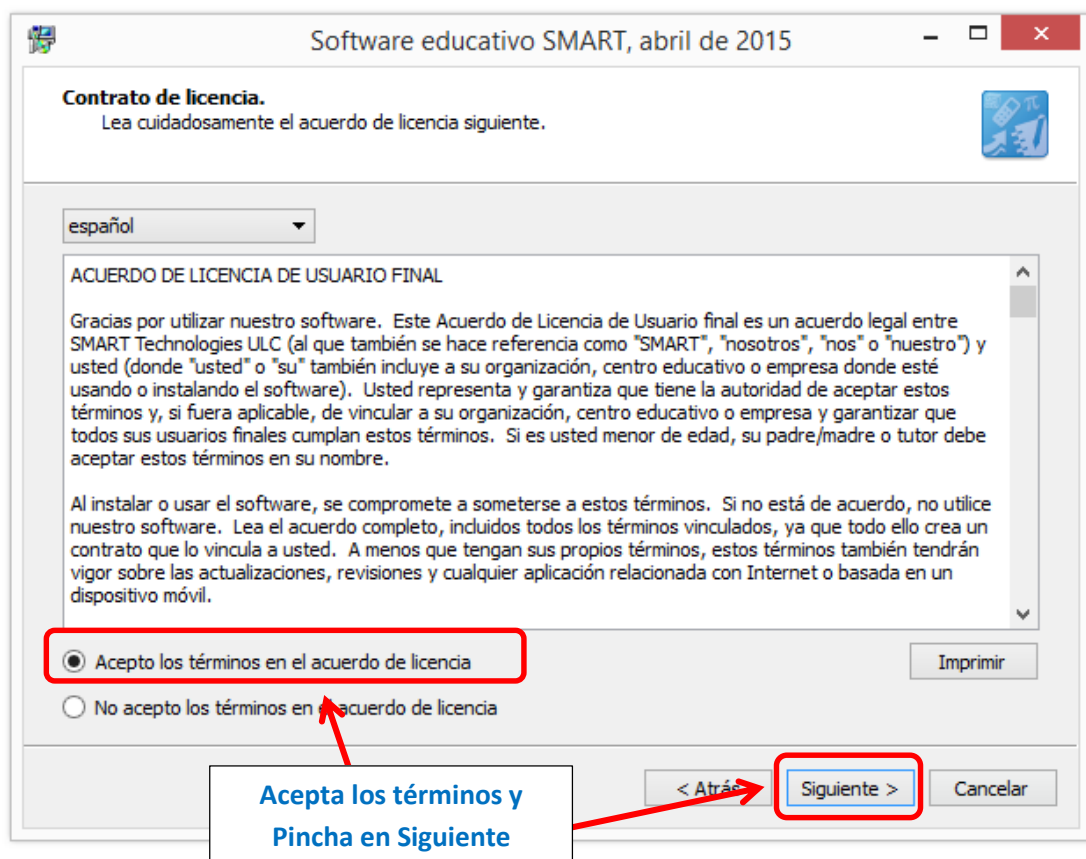 Software educativo SMART, abril de 2015
Contrato de licencia.
Lea cuidadosamente el acuerdo de licencia siguiente.
español
ACUERDO DE LICENCIA DE USUARIO FINAL
Gracias por utilizar nuestro software. Este Acuerdo de Licencia de Usuario final es un acuerdo legal entre
SMART Technologies ULC (al que también se hace referencia como "SMART", "nosotros", "nos" o "nuestro") y
usted (donde "usted" o "su" también incluye a su organización, centro educativo o empresa donde esté
usando o instalando el software). Usted representa y garantiza que tiene la autoridad de aceptar estos
términos y, si fuera aplicable, de vincular a su organización, centro educativo o empresa y garantizar que
todos sus usuarios finales cumplan estos términos. Si es usted menor de edad, su padre/madre o tutor debe
aceptar estos términos en su nombre.
Al instalar o usar el software, se compromete a someterse a estos términos. Si no está de acuerdo, no utilice
nuestro software. Lea el acuerdo completo, incluidos todos los términos vinculados, ya que todo ello crea un
contrato que lo vincula a usted. A menos que tengan sus propios términos, estos términos también tendrán
vigor sobre las actualizaciones, revisiones y cualquier aplicación relacionada con Internet o basada en un
dispositivo móvil.
Acepto los términos en el acuerdo de licencia
Imprimir
No acepto los términos en el acuerdo de licencia
< Atrás Siguiente > Cancelar
Acepta los términos y
Pincha en Siguiente